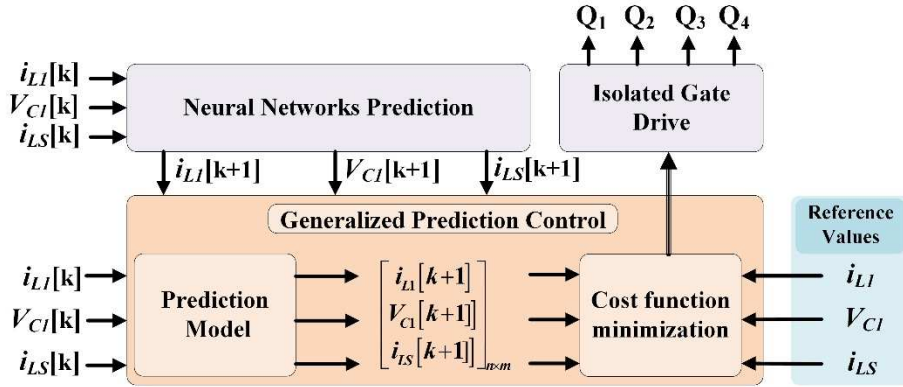 Q1 Q2 Q3 Q4
iL1[k]
VC1[k]
iLS[k]
Neural Networks Prediction
Isolated Gate
Drive
iL1[k+1] VC1[k+1] iLS[k+1]
Generalized Prediction Control
Reference
Values
iL1[k]
VC1[k]
iLS[k]
Prediction
Model
[iL1[k+1]
VC1[k+1]
iLS[k+1]]n×m
Cost function
minimization
iL1
VC1
iLS